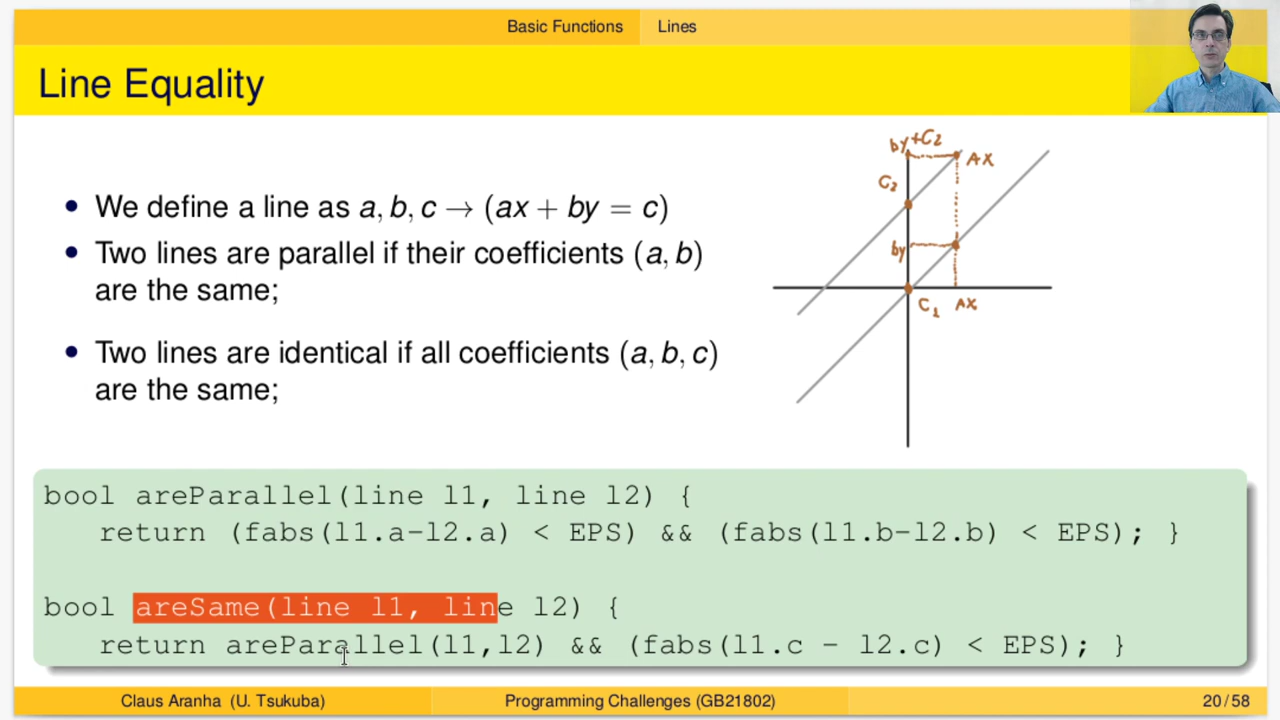 Basic Functions Lines
Line Equality
• We define a line as a, b, c → (ax + by = c)
• Two lines are parallel if their coefficients (a, b)
are the same;
• Two lines are identical if all coefficients (a, b, c)
are the same;
by+C2
AX
C2
by
C1 AX
bool areParallel(line l1, line l2) {
return (fabs(l1.a-l2.a) < EPS) && (fabs(l1.b-l2.b) < EPS); }
bool areSame(line l1, line l2) {
return areParallel(l1,l2) && (fabs(l1.c - l2.c) < EPS); }
Claus Aranha (U. Tsukuba) Programming Challenges (GB21802) 20/58